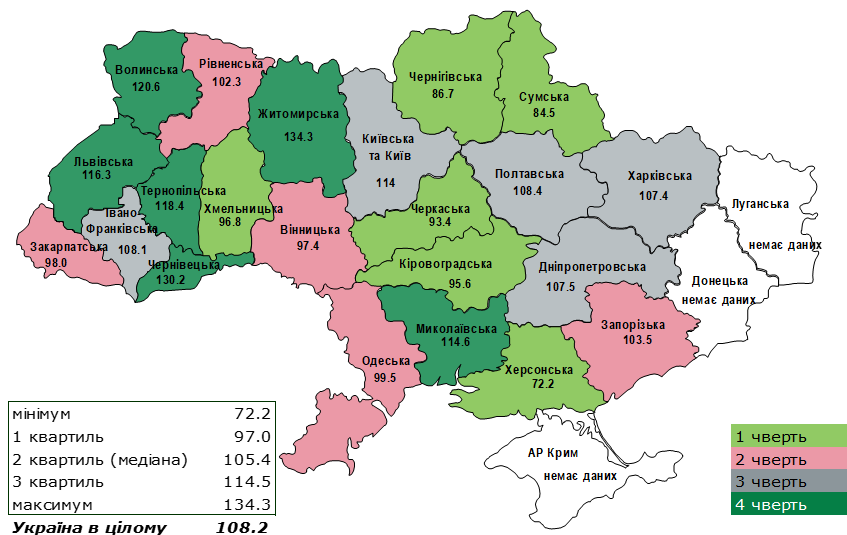 Волинська
120.6
Рівненська
102.3
Житомирська
134.3
Київська
та Київ
114
Чернігівська
86.7
Сумська
84.5
Львівська
116.3
Тернопільська
118.4
Хмельницька
96.8
Івано
Франківська
108.1
Закарпатська
98.0
Чернівецька
130.2
Вінницька
97.4
Черкаська
93.4
Полтавська
108.4
Харківська
107.4
Луганська
немає даних
Кіровоградська
95.6
Дніпропетровська
107.5
Донецька
немає даних
Миколаївська
114.6
Запорізька
103.5
Одеська
99.5
Херсонська
72.2
АР Крим
немає даних
мінімум 72.2
1 квартиль 97.0
2 квартиль (медіана) 105.4
3 квартиль 114.5
максимум 134.3
Україна в цілому 108.2
1 чверть
2 чверть
3 чверть
4 чверть